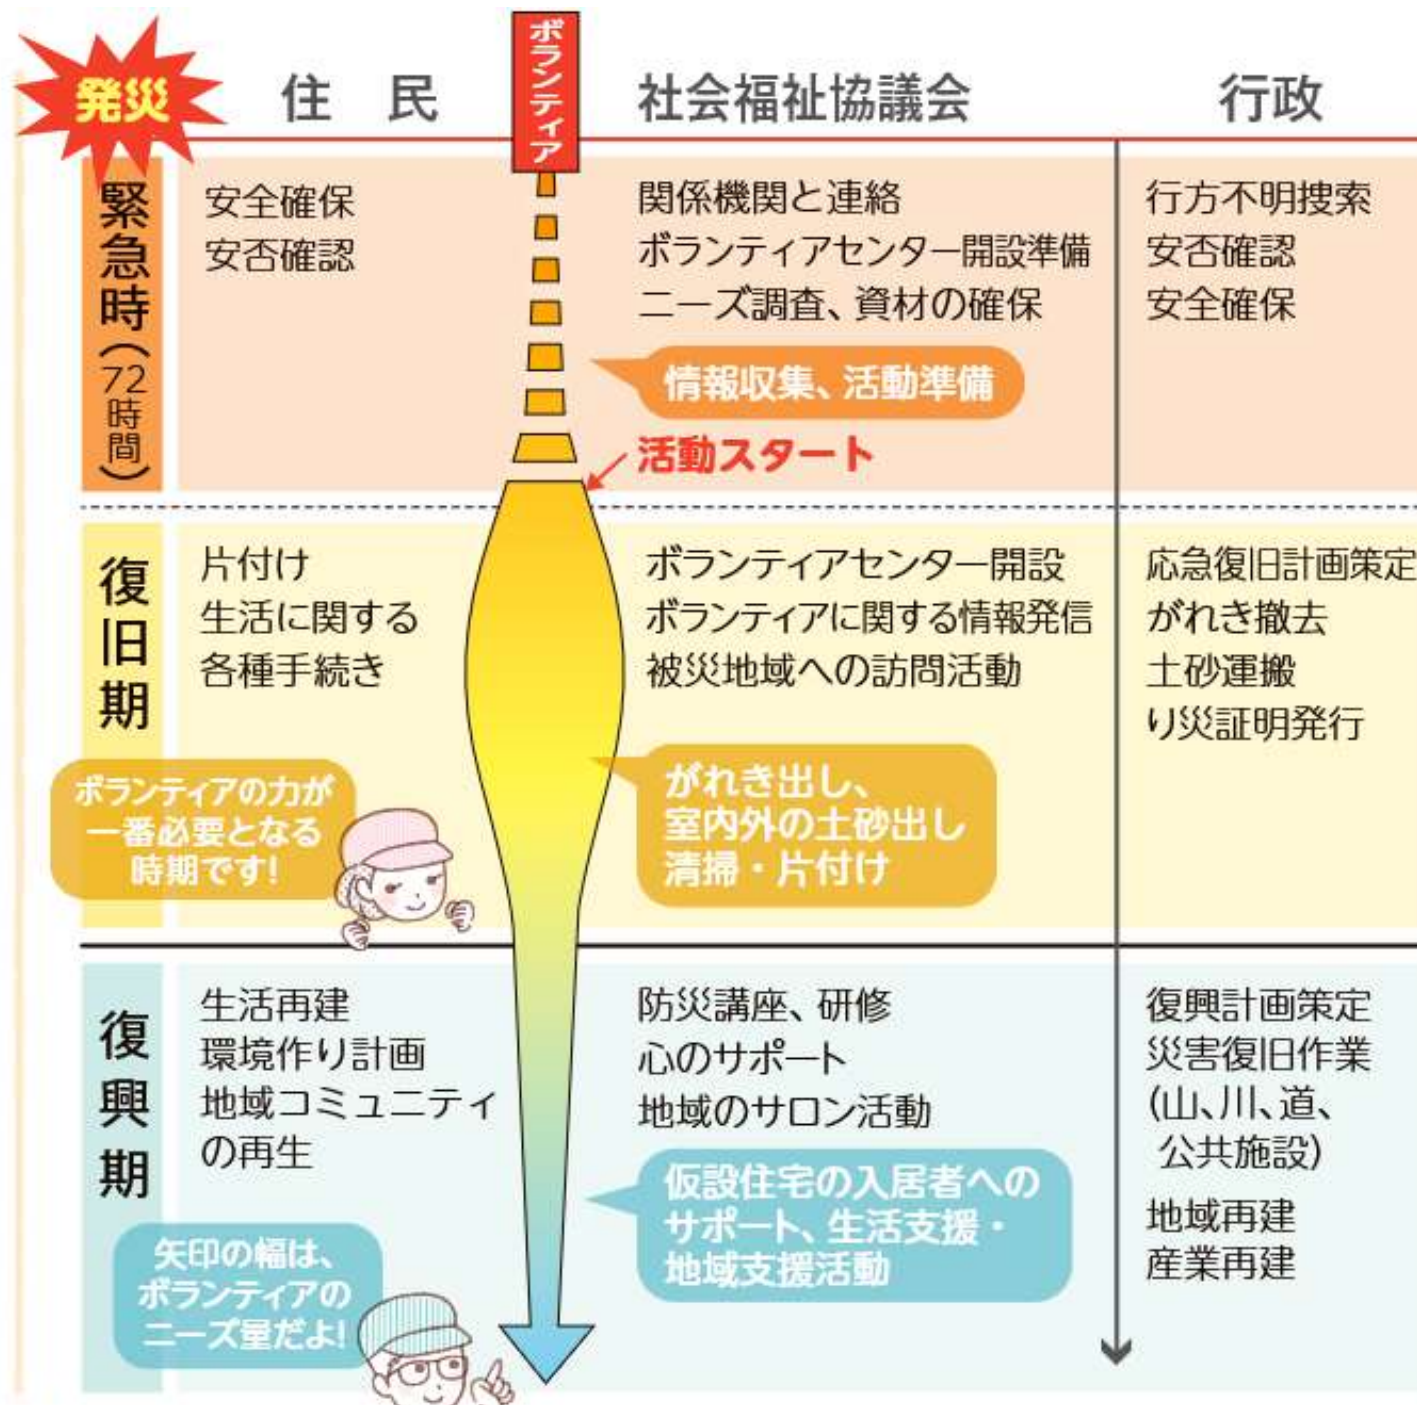 発災
住民
ボランティア
社会福祉協議会
行政
緊急時(72時間)
安全確保
安否確認
関係機関と連絡
ボランティアセンター開設準備
ニーズ調査、資材の確保
情報収集、活動準備
活動スタート
行方不明捜索
安否確認
安全確保
復旧期
片付け
生活に関する
各種手続き
ボランティアの力が
一番必要となる
時期です!
ボランティアセンター開設
ボランティアに関する情報発信
被災地域への訪問活動
がれき出し、
室内外の土砂出し
清掃・片付け
応急復旧計画策定
がれき撤去
土砂運搬
り災証明発行
復興期
生活再建
環境作り計画
地域コミュニティ
の再生
矢印の幅は、
ボランティアの
ニーズ量だよ!
防災講座、研修
心のサポート
地域のサロン活動
仮設住宅の入居者への
サポート、生活支援・
地域支援活動
復興計画策定
災害復旧作業
(山、川、道、
公共施設)
地域再建
産業再建